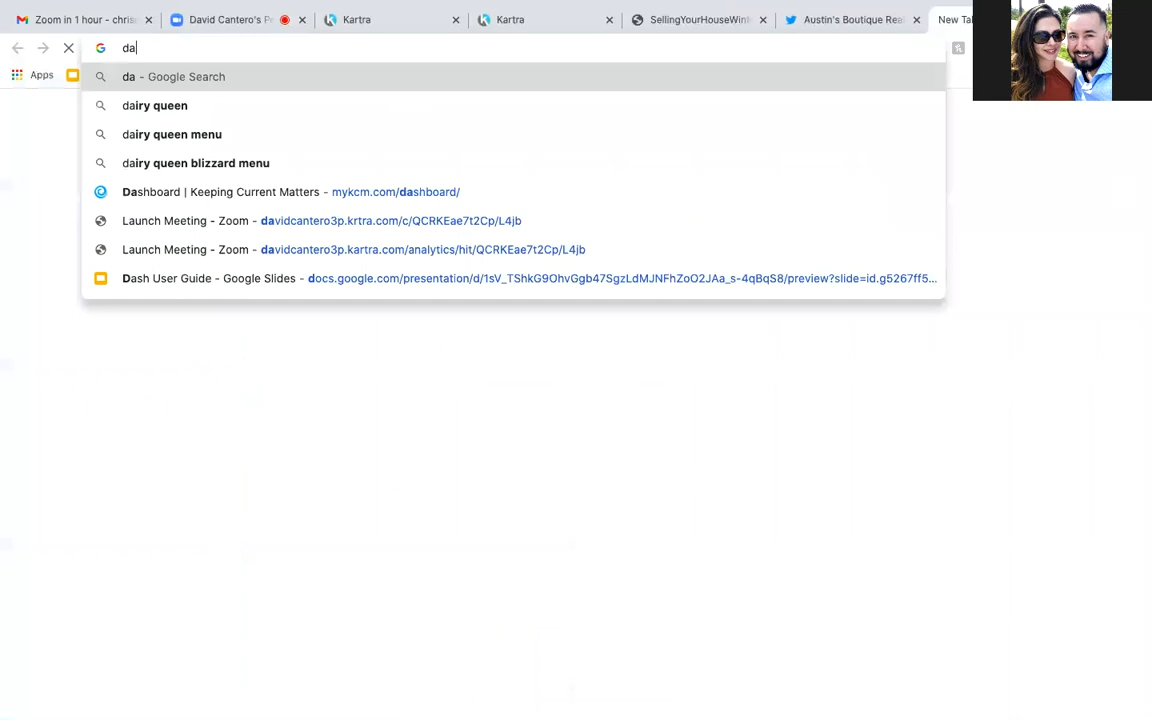 Zoom in 1 hour - chris
David Cantero's Pe
Kartra
Kartra
SellingYourHouseWint
Austin's Boutique Rea
New Ta
da
Apps
da - Google Search
dairy queen
dairy queen menu
dairy queen blizzard menu
Dashboard | Keeping Current Matters - mykcm.com/dashboard/
Launch Meeting - Zoom - davidcantero3p.krtra.com/c/QCRKEae7t2Cp/L4jb
Launch Meeting - Zoom - davidcantero3p.kartra.com/analytics/hit/QCRKEae7t2Cp/L4jb
Dash User Guide - Google Slides - docs.google.com/presentation/d/1sV_TShkG9OhvGgb47SgzLdMJNFhZoO2JAa_s-4qBqS8/preview?slide=id.g5267ff5...